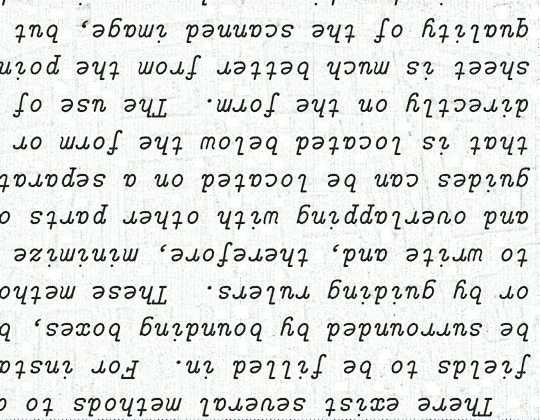 There exist several methods to
fields to be filled in. For insta
be surrounded by bounding boxes, b
or by guiding rulers. These metho
to write and, therefore, minimize
and overlapping with other parts o
guides can be located on a separat
that is located below the form or
directly on the form. The use of
sheet is much better from the poin
quality of the scanned image, but